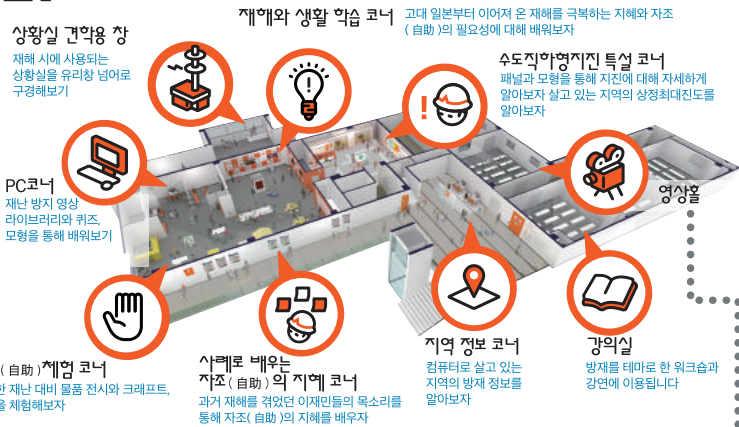 재해와 생활 학습 코너
고대 일본부터 이어져 온 재해를 극복하는 지혜와 자조
( 自助 )의 필요성에 대해 배워보자
상황실 견학용 창
재해 시에 사용되는
상황실을 유리창 넘어로
구경해보기
수도직하형지진 특설 코너
패널과 모형을 통해 지진에 대해 자세하게
알아보자 살고 있는 지역의 상정최대진도를
알아보자
PC코너
재난 방지 영상
라이브러리와 퀴즈,
모형을 통해 배워보기
영상홀
( 自助 )체험 코너
한 재난 대비 물품 전시와 크래프트,
을 체험해보자
사례로 배우는
자조( 自助 )의 지혜 코너
과거 재해를 겪었던 이재민들의 목소리를
통해 자조( 自助 )의 지혜를 배우자
지역 정보 코너
컴퓨터로 살고 있는
지역의 방재 정보를
알아보자
강의실
방재를 테마로 한 워크숍과
강연에 이용됩니다